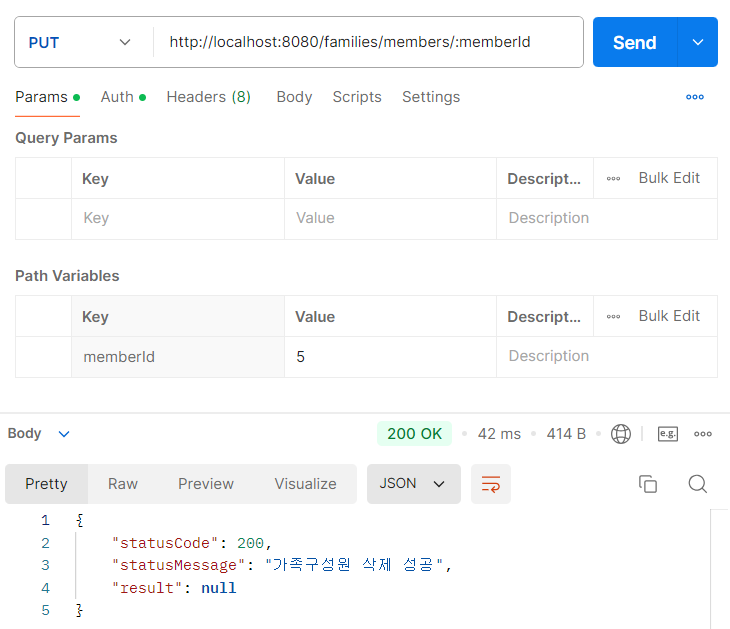 PUT http://localhost:8080/families/members/:memberId Send
Params Auth Headers (8) Body Scripts Settings
Query Params
Key Value Descript... Bulk Edit
Key Value Description
Path Variables
Key Value Descript... Bulk Edit
memberId 5 Description
Body 200 OK 42 ms 414 B e.g.
Pretty Raw Preview Visualize JSON
1 {
2 "statusCode": 200,
3 "statusMessage": "가족구성원 삭제 성공",
4 "result": null
5 }